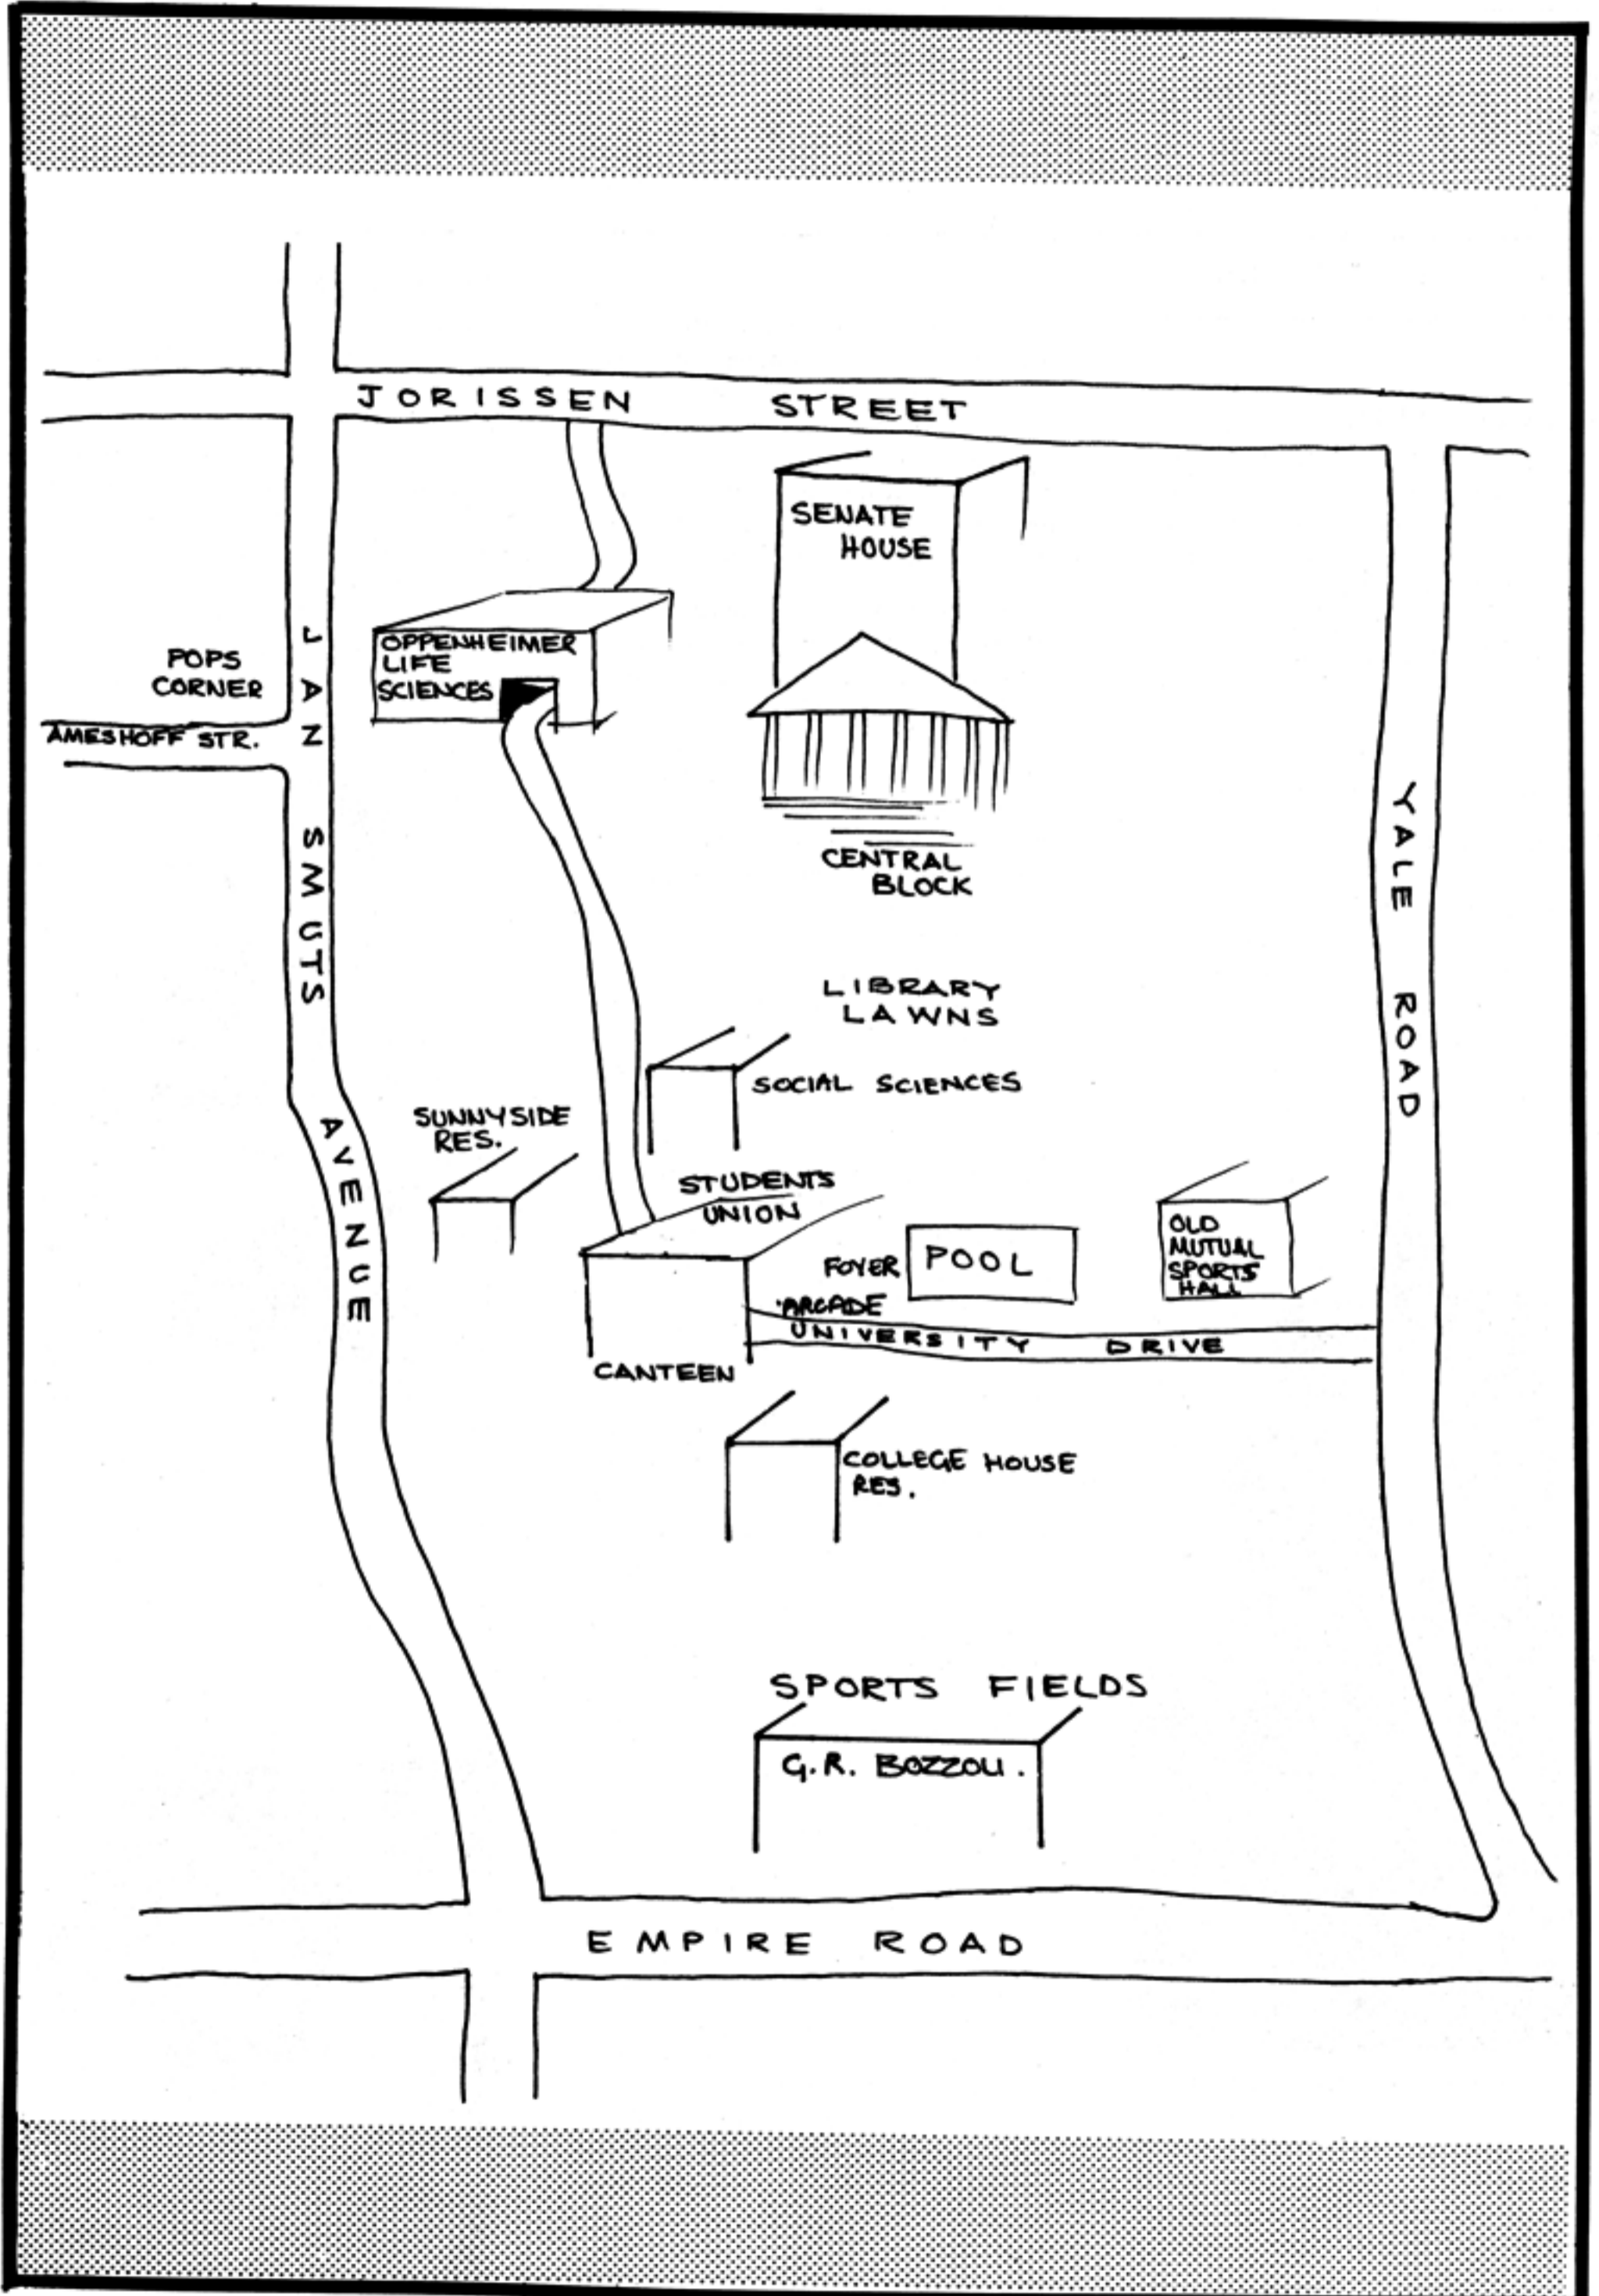 JORISSEN STREET
SENATE
HOUSE
OPPENHEIMER
LIFE
SCIENCES
POPS
CORNER
AMESHOFF STR.
JAN SMUTS AVENUE
CENTRAL
BLOCK
YALE ROAD
LIBRARY
LAWNS
SOCIAL SCIENCES
SUNNYSIDE
RES.
STUDENTS
UNION
FOYER
POOL
OLD
MUTUAL
SPORTS
HALL
ARCADE
UNIVERSITY DRIVE
CANTEEN
COLLEGE HOUSE
RES.
SPORTS FIELDS
G.R. BOZZOLI.
EMPIRE ROAD